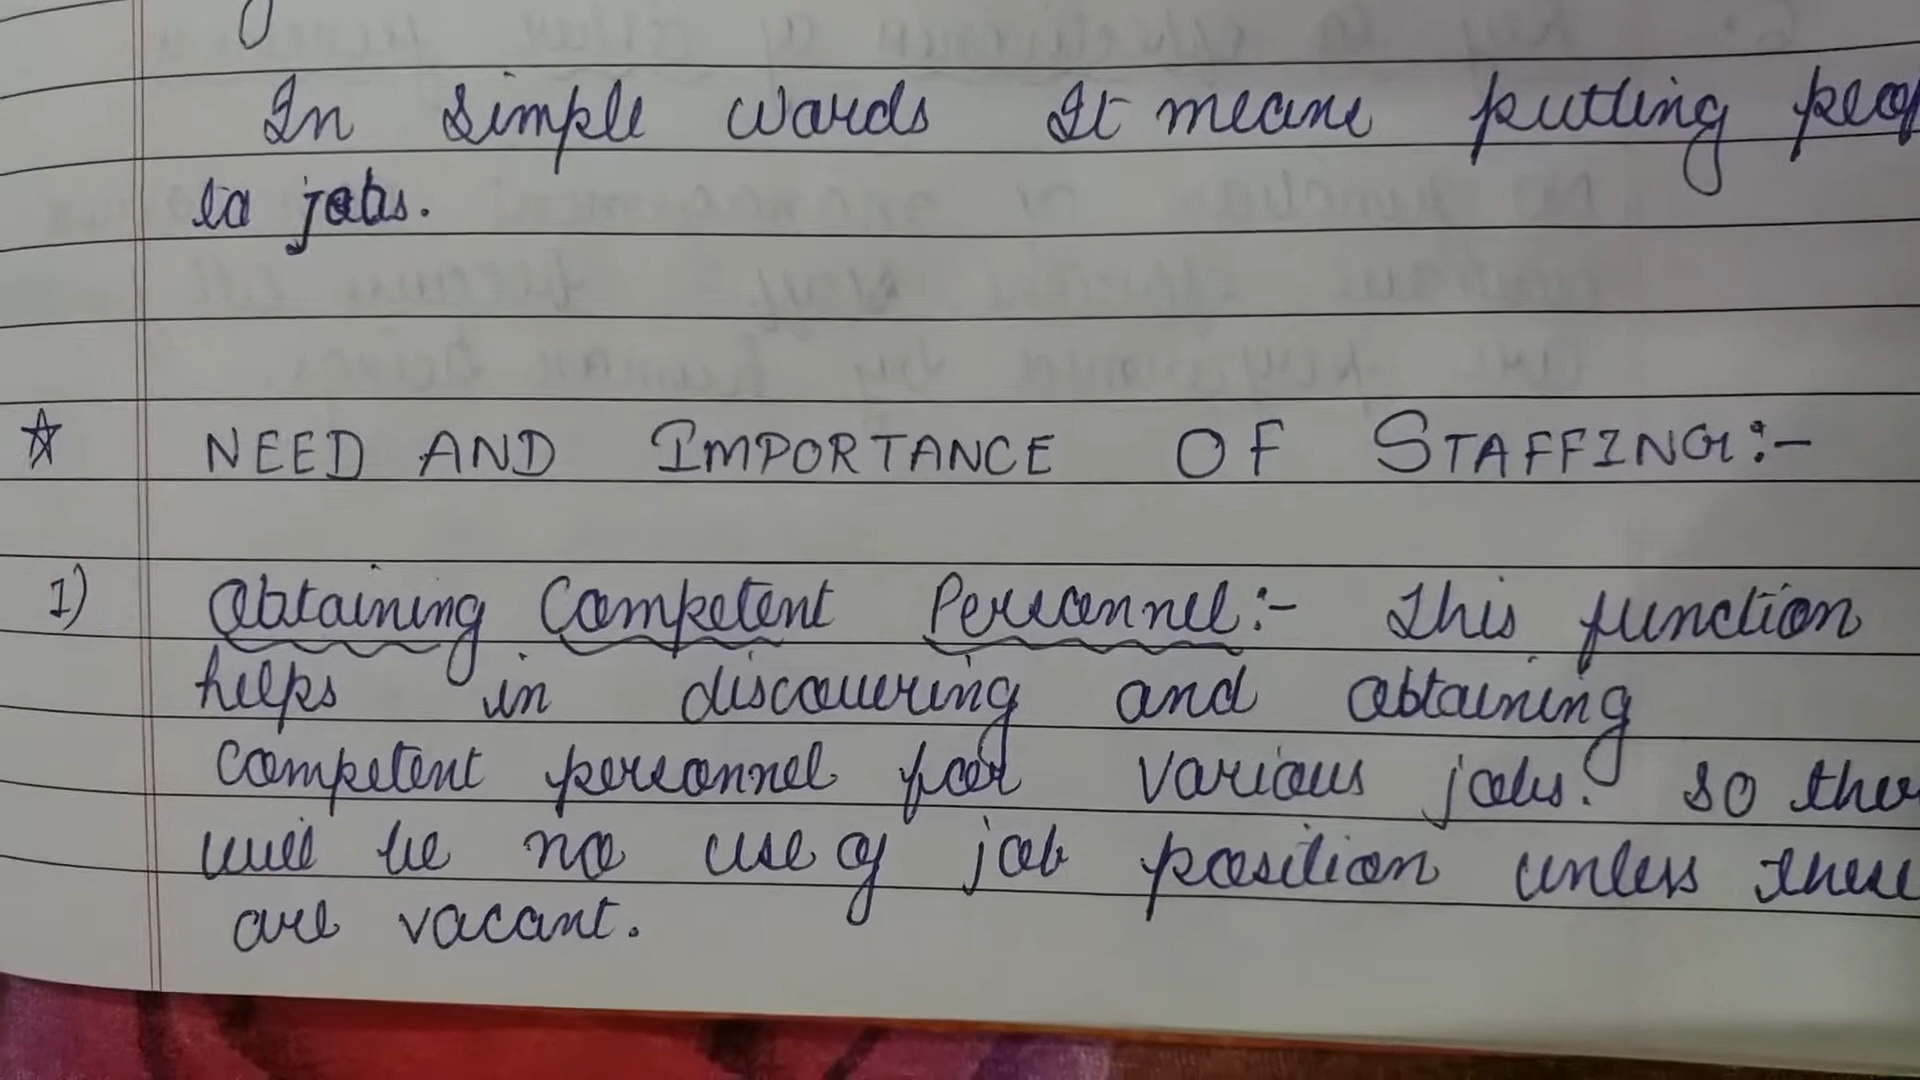 In simple words It means putting peop
to jobs.
☆ NEED AND IMPORTANCE OF STAFFING:-
1) Obtaining Competent Personnel:- This function
helps in discovering and obtaining
competent personnel for various jobs. so ther
will be no use of job position unless there
are vacant.